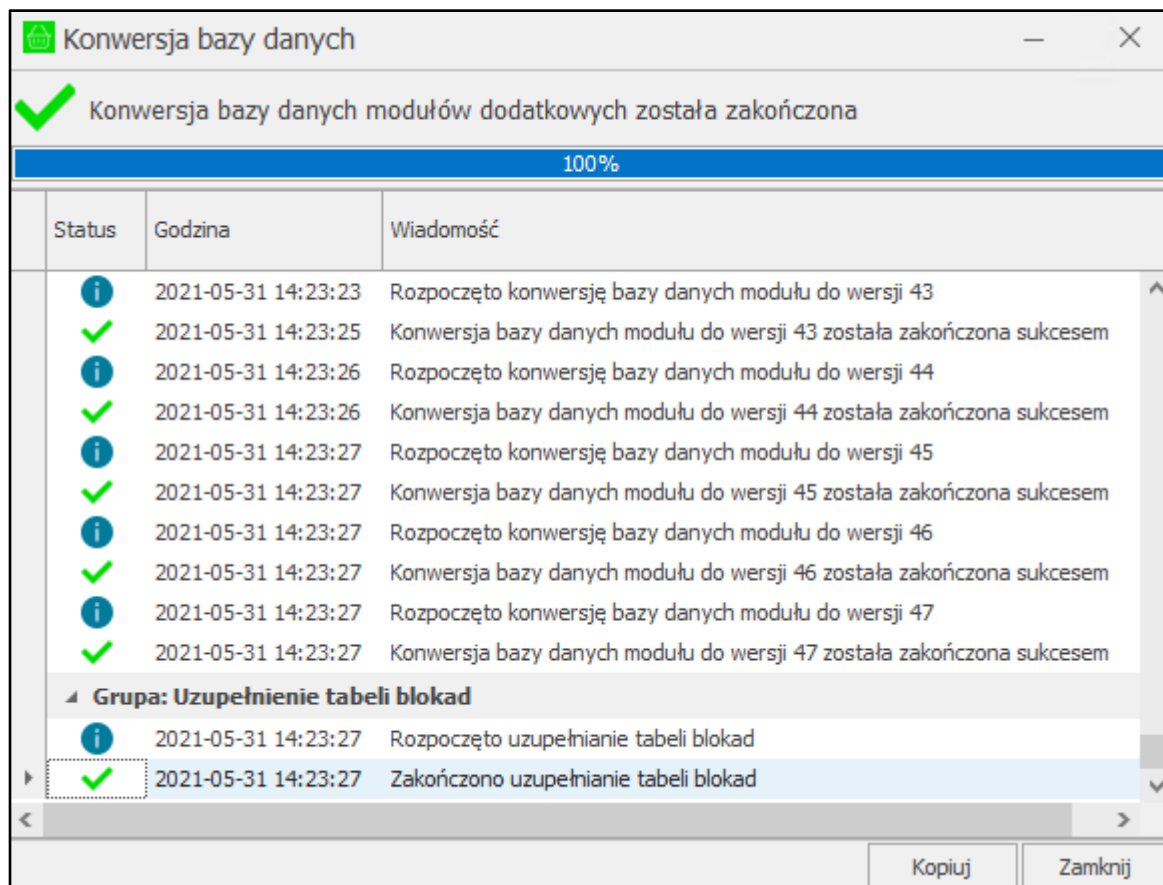 Konwersja bazy danych
Konwersja bazy danych modułów dodatkowych została zakończona
100%
Status Godzina Wiadomość
2021-05-31 14:23:23 Rozpoczęto konwersję bazy danych modułu do wersji 43
2021-05-31 14:23:25 Konwersja bazy danych modułu do wersji 43 została zakończona sukcesem
2021-05-31 14:23:26 Rozpoczęto konwersję bazy danych modułu do wersji 44
2021-05-31 14:23:26 Konwersja bazy danych modułu do wersji 44 została zakończona sukcesem
2021-05-31 14:23:27 Rozpoczęto konwersję bazy danych modułu do wersji 45
2021-05-31 14:23:27 Konwersja bazy danych modułu do wersji 45 została zakończona sukcesem
2021-05-31 14:23:27 Rozpoczęto konwersję bazy danych modułu do wersji 46
2021-05-31 14:23:27 Konwersja bazy danych modułu do wersji 46 została zakończona sukcesem
2021-05-31 14:23:27 Rozpoczęto konwersję bazy danych modułu do wersji 47
2021-05-31 14:23:27 Konwersja bazy danych modułu do wersji 47 została zakończona sukcesem
Grupa: Uzupełnienie tabeli blokad
2021-05-31 14:23:27 Rozpoczęto uzupełnianie tabeli blokad
2021-05-31 14:23:27 Zakończono uzupełnianie tabeli blokad
Kopiuj Zamknij